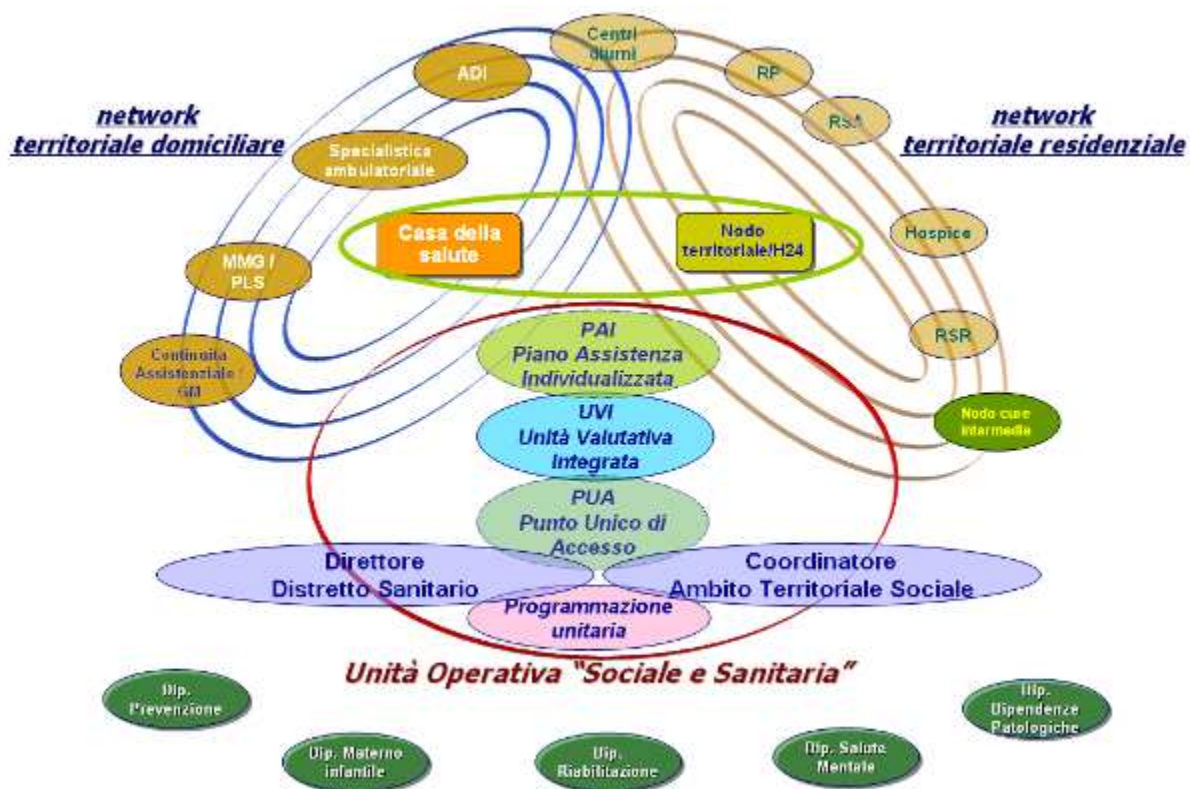 Centri
diurni
ADI
RP
RSA
network
territoriale domiciliare
network
territoriale residenziale
Specialistica
ambulatoriale
Casa della
salute
Nodo
territoriale/H24
Hospice
MMG /
PLS
RSR
Continuità
Assistenziale /
Nodo cure
intermedie
PAI
Piano Assistenza
Individualizzata
UVI
Unità Valutativa
Integrata
PUA
Punto Unico di
Accesso
Direttore
Distretto Sanitario
Coordinatore
Ambito Territoriale Sociale
Programmazione
unitaria
Unità Operativa “Sociale e Sanitaria”
Dip.
Prevenzione
Dip. Materno
infantile
Dip.
Riabilitazione
Dip. Salute
Mentale
Dip.
Dipendenze
Patologiche